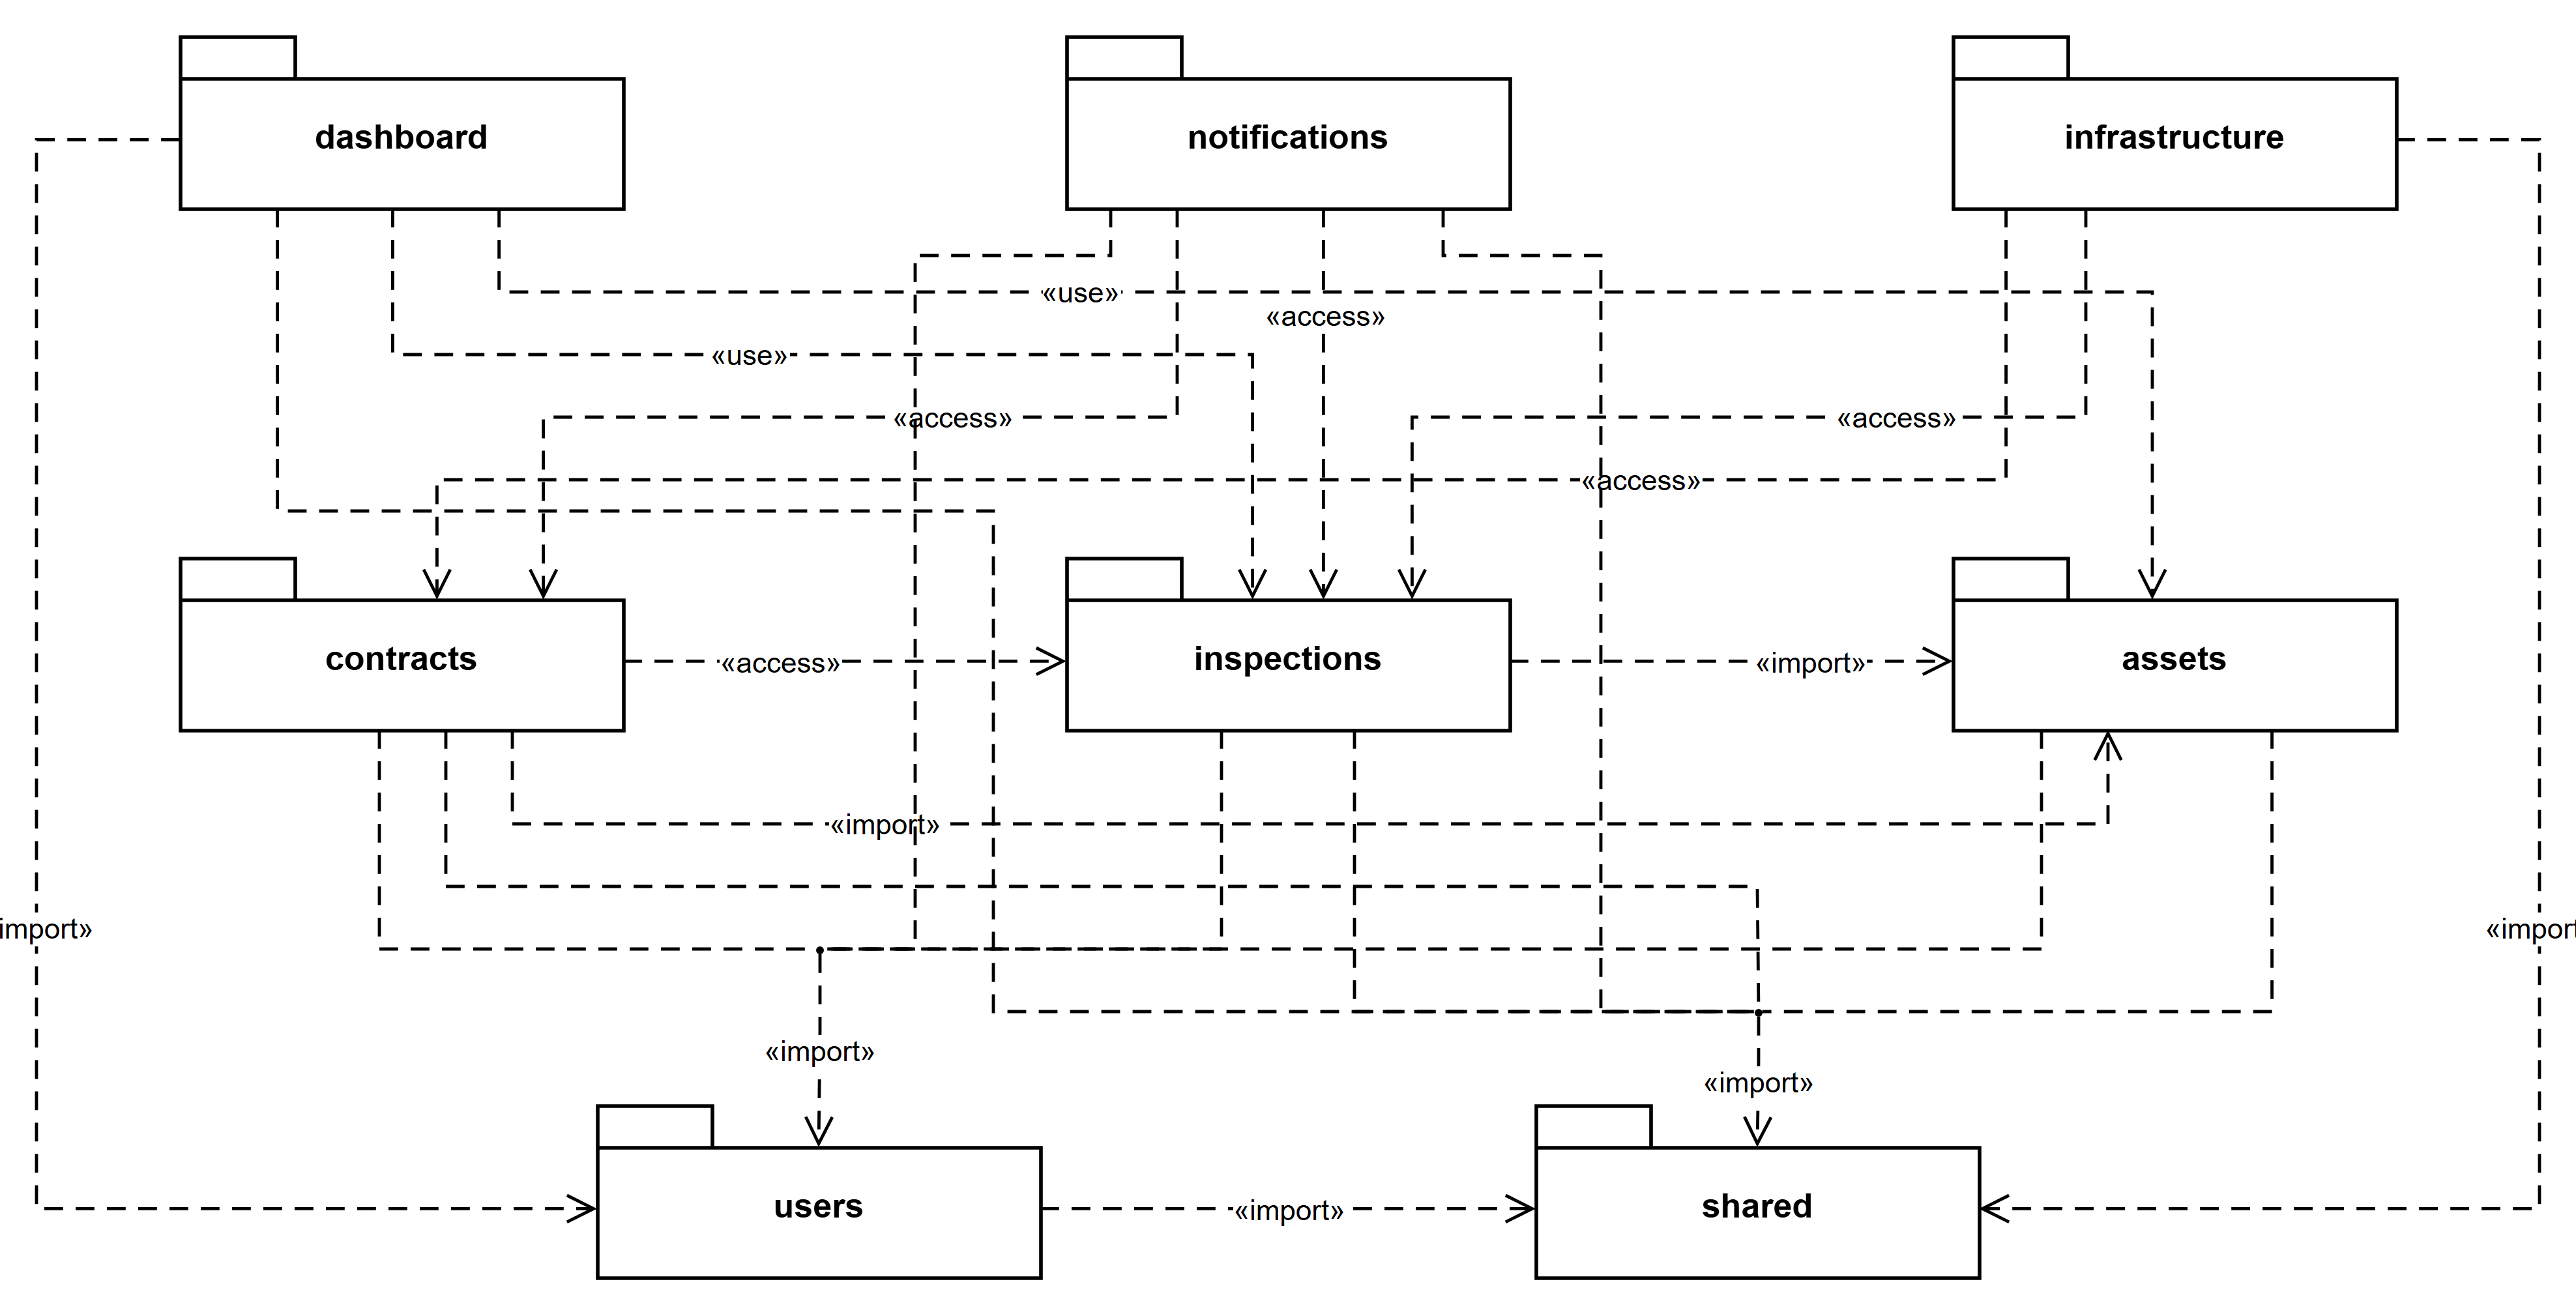 dashboard
notifications
infrastructure
«use»
«access»
«use»
«access»
«access»
«access»
contracts
inspections
assets
«access»
«import»
«import»
import»
«import
«import»
«import»
users
shared
«import»